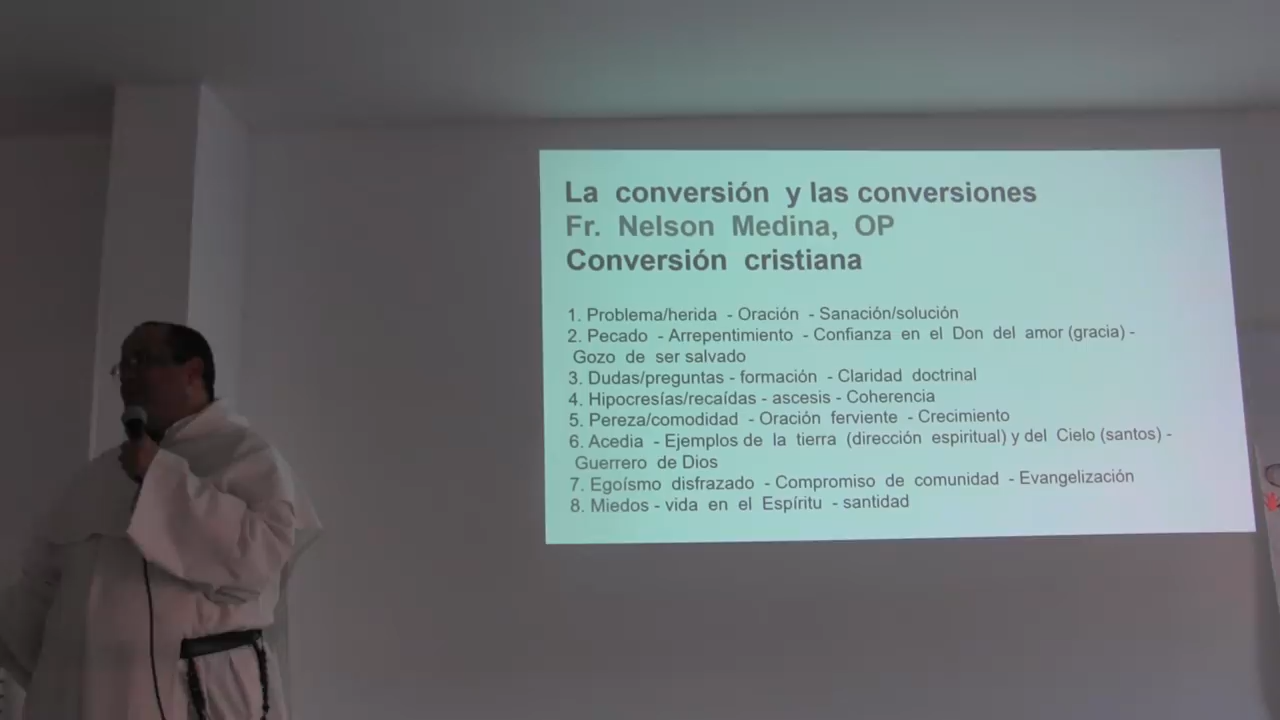 La conversión y las conversiones
Fr. Nelson Medina, OP
Conversión cristiana
1. Problema/herida - Oración - Sanación/solución
2. Pecado - Arrepentimiento - Confianza en el Don del amor (gracia) -
Gozo de ser salvado
3. Dudas/preguntas - formación - Claridad doctrinal
4. Hipocresías/recaídas - ascesis - Coherencia
5. Pereza/comodidad - Oración ferviente - Crecimiento
6. Acedia - Ejemplos de la tierra (dirección espiritual) y del Cielo (santos) -
Guerrero de Dios
7. Egoísmo disfrazado - Compromiso de comunidad - Evangelización
8. Miedos - vida en el Espíritu - santidad